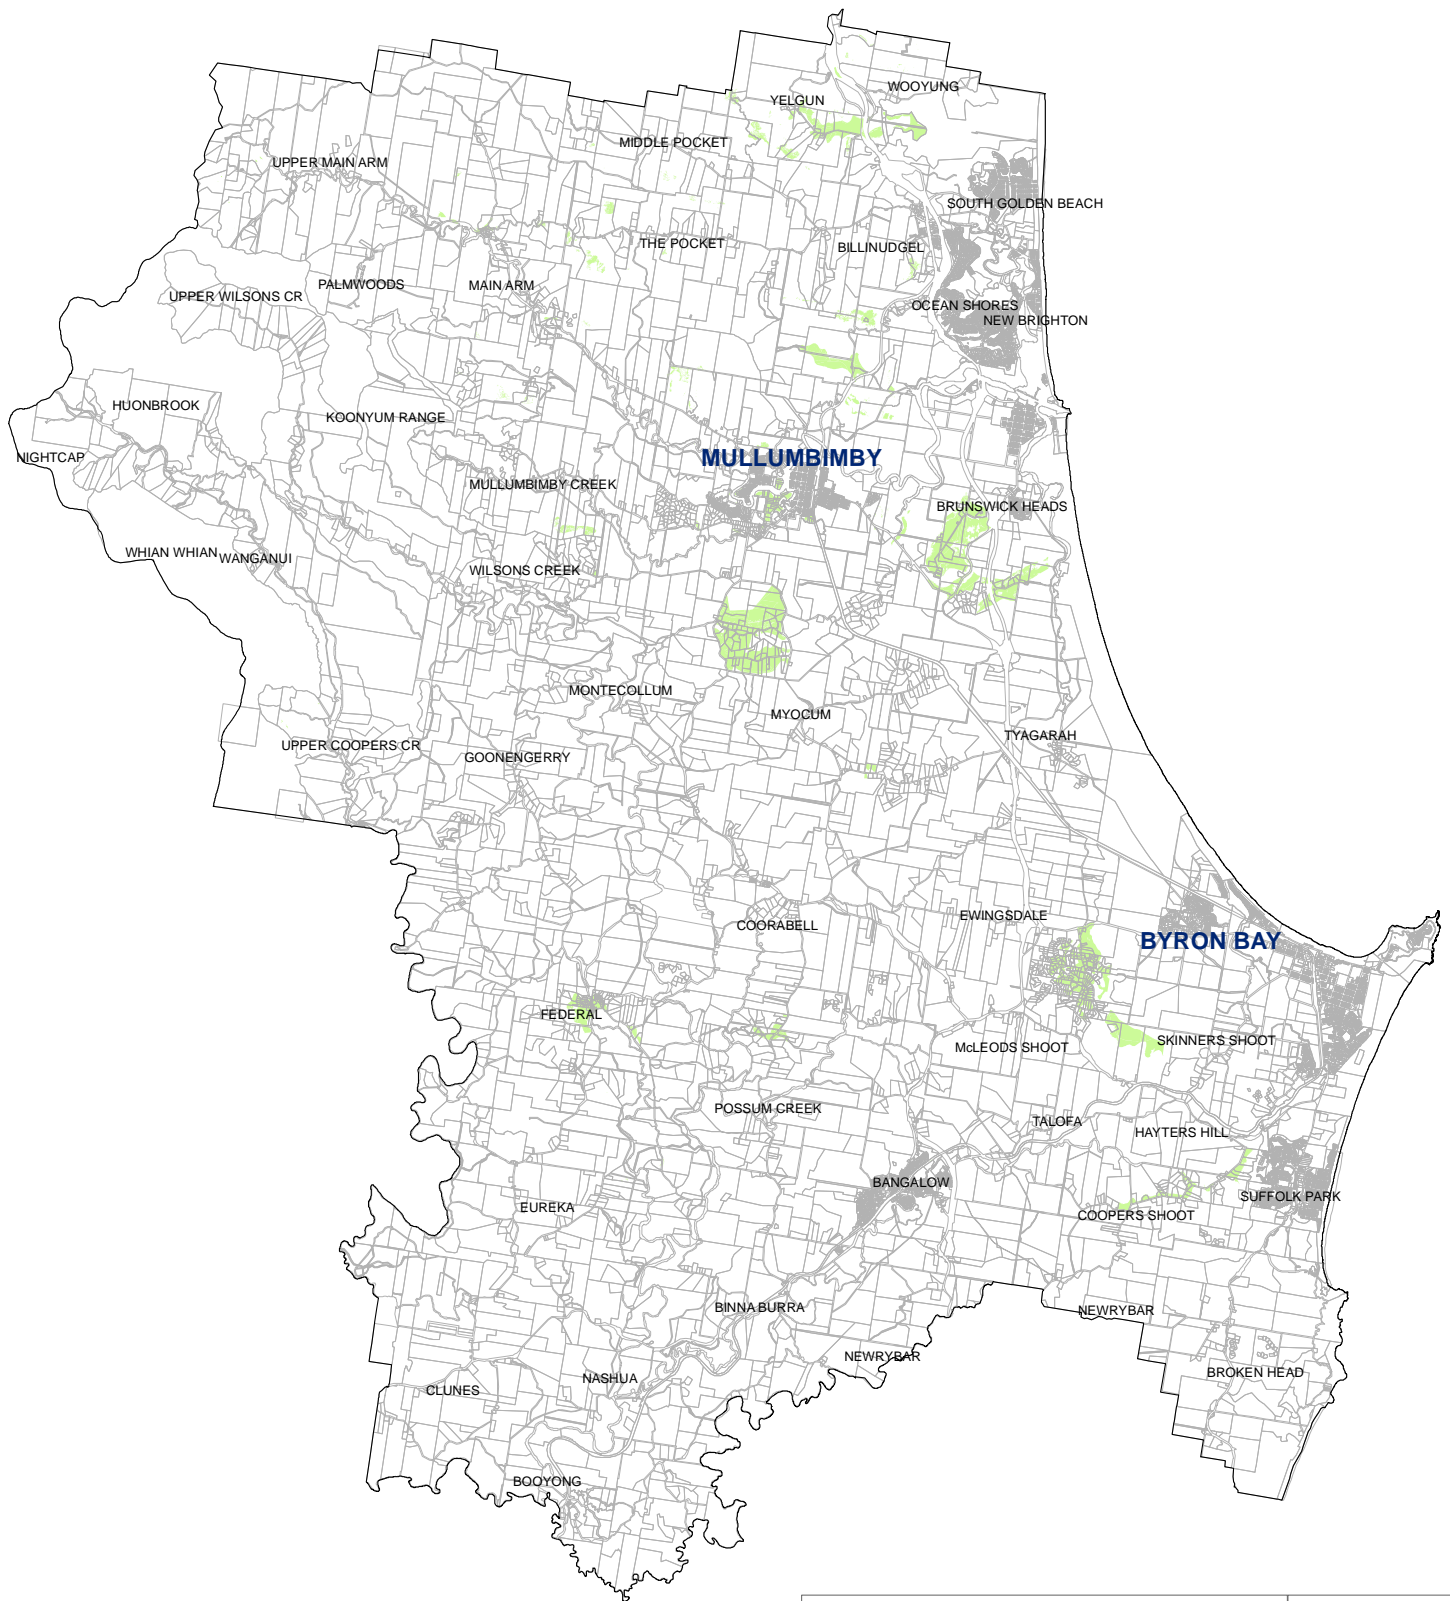 WOOYUNG
YELGUN
MIDDLE POCKET
UPPER MAIN ARM
SOUTH GOLDEN BEACH
THE POCKET
BILLINUDGEL
PALMWOODS
MAIN ARM
UPPER WILSONS CR
OCEAN SHORES
NEW BRIGHTON
HUONBROOK
KOONYUM RANGE
NIGHTCAP
MULLUMBIMBY
MULLUMBIMBY CREEK
BRUNSWICK HEADS
WHIAN WHIAN
WANGANUI
WILSONS CREEK
MONTECOLLUM
MYOCUM
TYAGARAH
UPPER COOPERS CR
GOONENGERRY
EWINGSDALE
COORABELL
BYRON BAY
FEDERAL
SKINNERS SHOOT
McLEODS SHOOT
POSSUM CREEK
TALOFA
HAYTERS HILL
BANGALOW
SUFFOLK PARK
EUREKA
COOPERS SHOOT
BINNA BURRA
NEWRYBAR
NEWRYBAR
BROKEN HEAD
NASHUA
CLUNES
BOOYONG